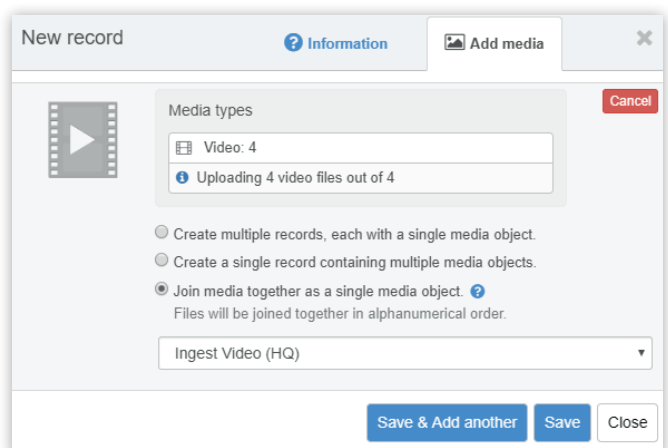 New record
Information
Add media
Cancel
Media types
Video: 4
Uploading 4 video files out of 4
Create multiple records, each with a single media object.
Create a single record containing multiple media objects.
Join media together as a single media object.
Files will be joined together in alphanumerical order.
Ingest Video (HQ)
Save & Add another
Save
Close